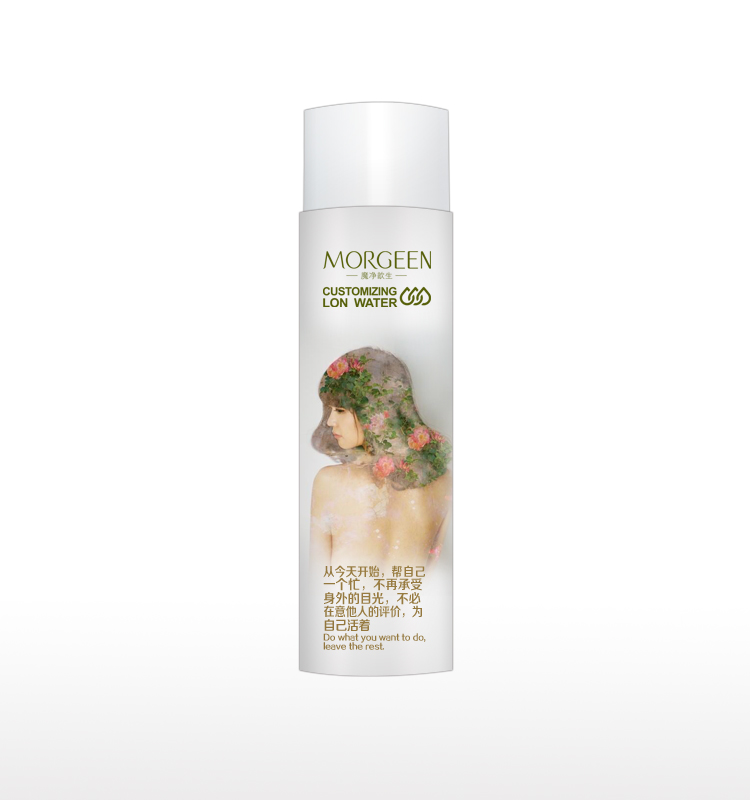 MORGEEN
魔净歆生
CUSTOMIZING
LON WATER
从今天开始，帮自己
一个忙，不再承受
身外的目光，不必
在意他人的评价，为
自己活着
Do what you want to do,
leave the rest.